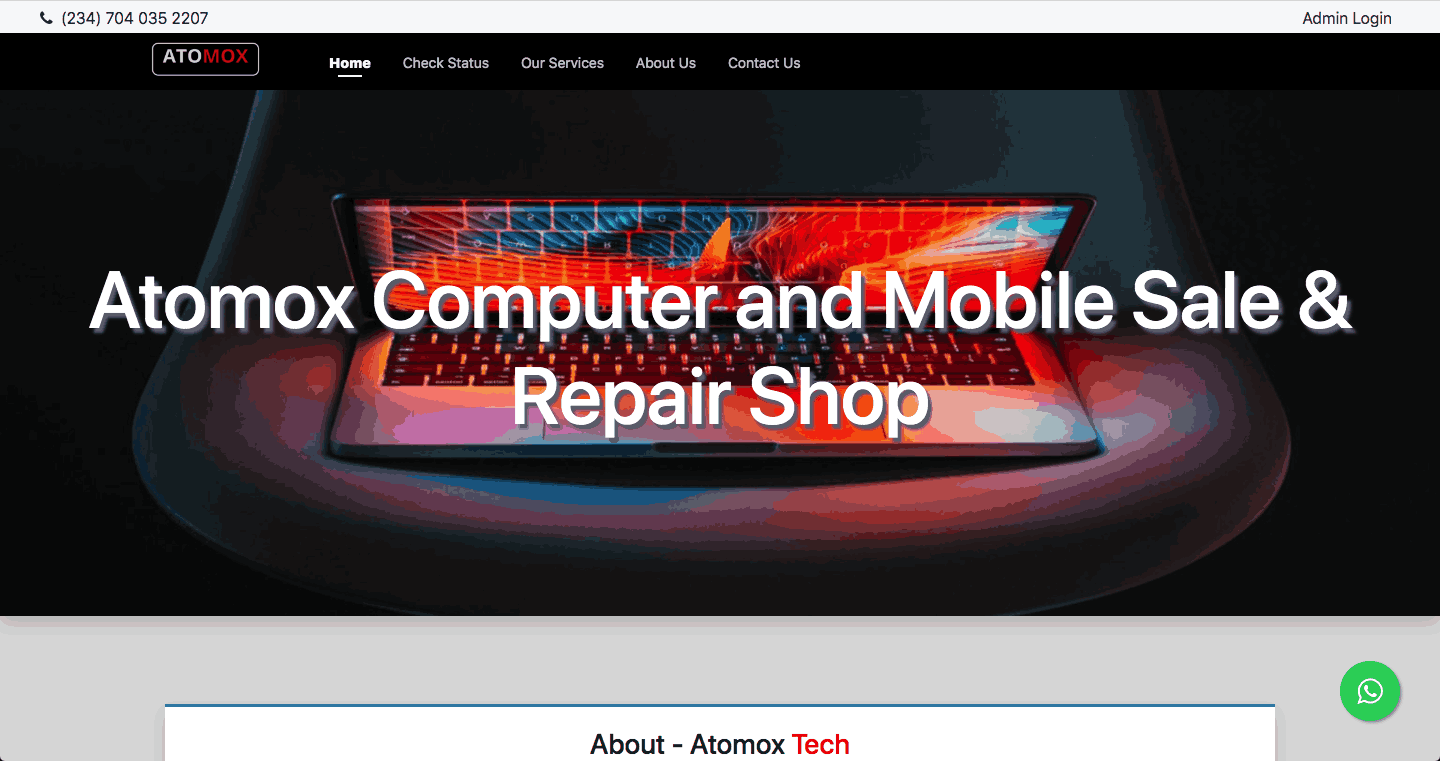 (234) 704 035 2207
Admin Login
ATOMOX
Home
Check Status
Our Services
About Us
Contact Us
Atomox Computer and Mobile Sale &
Repair Shop
About - Atomox Tech